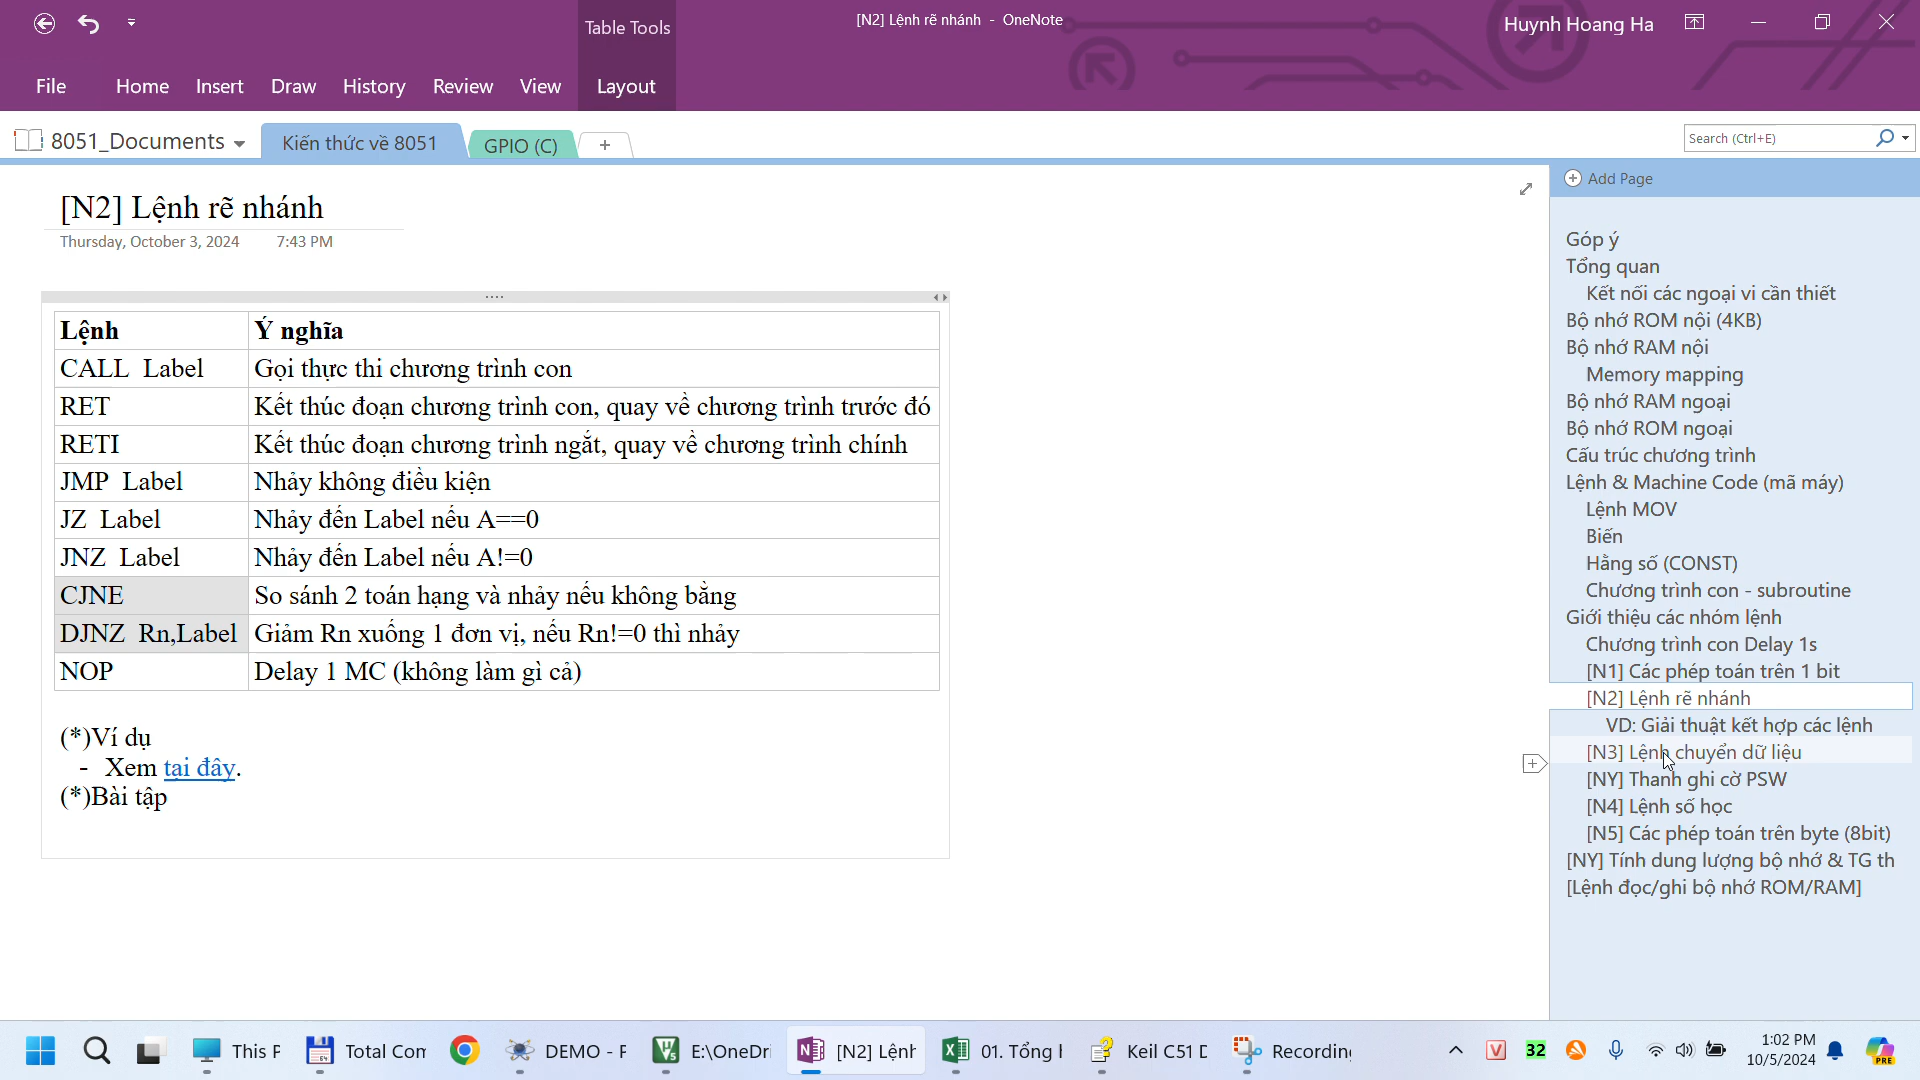 Table Tools
[N2] Lệnh rẽ nhánh - OneNote
Huynh Hoang Ha
File
Home
Insert
Draw
History
Review
View
Layout
8051_Documents
Kiến thức về 8051
GPIO (C)
+
Search (Ctrl+E)
[N2] Lệnh rẽ nhánh
Thursday, October 3, 2024 7:43 PM
Lệnh Ý nghĩa
CALL Label Gọi thực thi chương trình con
RET Kết thúc đoạn chương trình con, quay về chương trình trước đó
RETI Kết thúc đoạn chương trình ngắt, quay về chương trình chính
JMP Label Nhảy không điều kiện
JZ Label Nhảy đến Label nếu A==0
JNZ Label Nhảy đến Label nếu A!=0
CJNE So sánh 2 toán hạng và nhảy nếu không bằng
DJNZ Rn,Label Giảm Rn xuống 1 đơn vị, nếu Rn!=0 thì nhảy
NOP Delay 1 MC (không làm gì cả)
(*)Ví dụ
- Xem tại đây.
(*)Bài tập
Add Page
Góp ý
Tổng quan
Kết nối các ngoại vi cần thiết
Bộ nhớ ROM nội (4KB)
Bộ nhớ RAM nội
Memory mapping
Bộ nhớ RAM ngoại
Bộ nhớ ROM ngoại
Cấu trúc chương trình
Lệnh & Machine Code (mã máy)
Lệnh MOV
Biến
Hằng số (CONST)
Chương trình con - subroutine
Giới thiệu các nhóm lệnh
Chương trình con Delay 1s
[N1] Các phép toán trên 1 bit
[N2] Lệnh rẽ nhánh
VD: Giải thuật kết hợp các lệnh
[N3] Lệnh chuyển dữ liệu
[NY] Thanh ghi cờ PSW
[N4] Lệnh số học
[N5] Các phép toán trên byte (8bit)
[NY] Tính dung lượng bộ nhớ & TG th
[Lệnh đọc/ghi bộ nhớ ROM/RAM]
This P
Total Com
DEMO - P
E:\OneDri
[N2] Lệnh
01. Tổng h
Keil C51 D
Recording
32
1:02 PM
10/5/2024
PRE